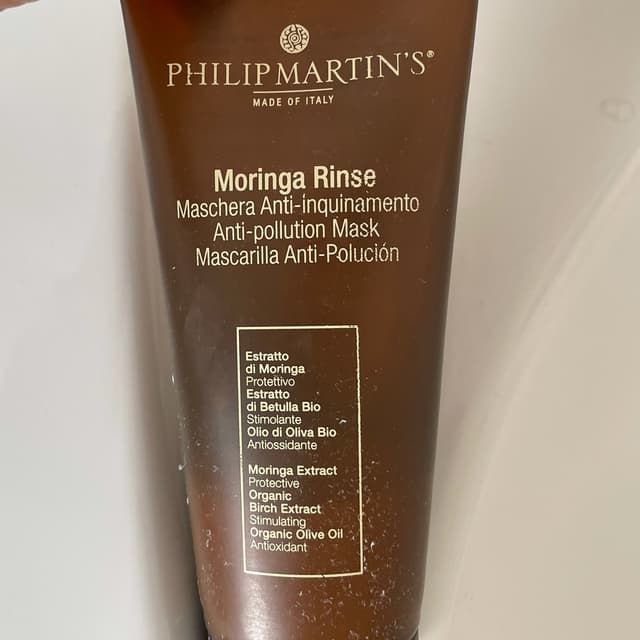 PHILIP MARTIN'S®
MADE OF ITALY
Moringa Rinse
Maschera Anti-inquinamento
Anti-pollution Mask
Mascarilla Anti-Polución
Estratto
di Moringa
Protettivo
Estratto
di Betulla Bio
Stimolante
Olio di Oliva Bio
Antiossidante
Moringa Extract
Protective
Organic
Birch Extract
Stimulating
Organic Olive Oil
Antioxidant